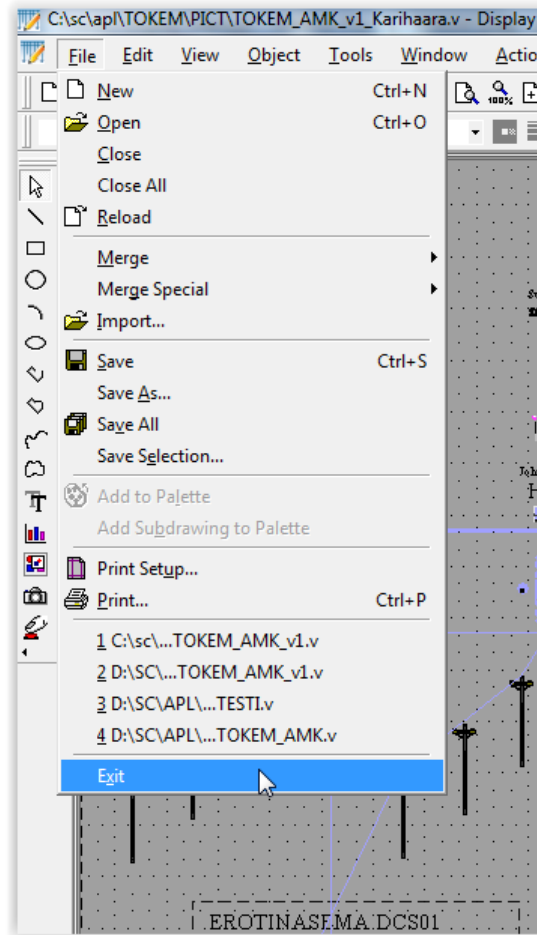 C:\sc\apl\TOKEM\PICT\TOKEM_AMK_v1_Karihaara.v - Display
File Edit View Object Tools Window Actio
New Ctrl+N
Open Ctrl+O
Close
Close All
Reload
Merge
Merge Special
Import...
Save Ctrl+S
Save As...
Save All
Save Selection...
Add to Palette
Add Subdrawing to Palette
Print Setup...
Print... Ctrl+P
1 C:\sc\...TOKEM_AMK_v1.v
2 D:\SC\...TOKEM_AMK_v1.v
3 D:\SC\APL\...TESTI.v
4 D:\SC\APL\...TOKEM_AMK.v
Exit
EROTINASEMA:DCS01